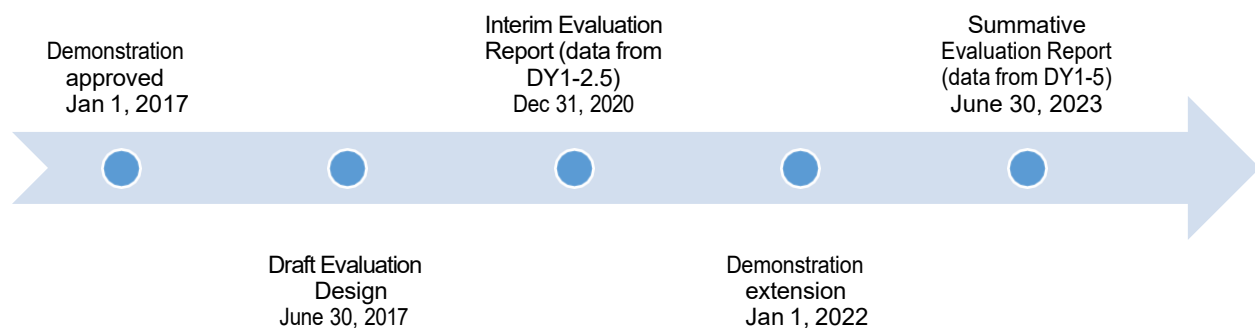 Demonstration
approved
Jan 1, 2017
Draft Evaluation
Design
June 30, 2017
Interim Evaluation
Report (data from
DY1-2.5)
Dec 31, 2020
Demonstration
extension
Jan 1, 2022
Summative
Evaluation Report
(data from DY1-5)
June 30, 2023